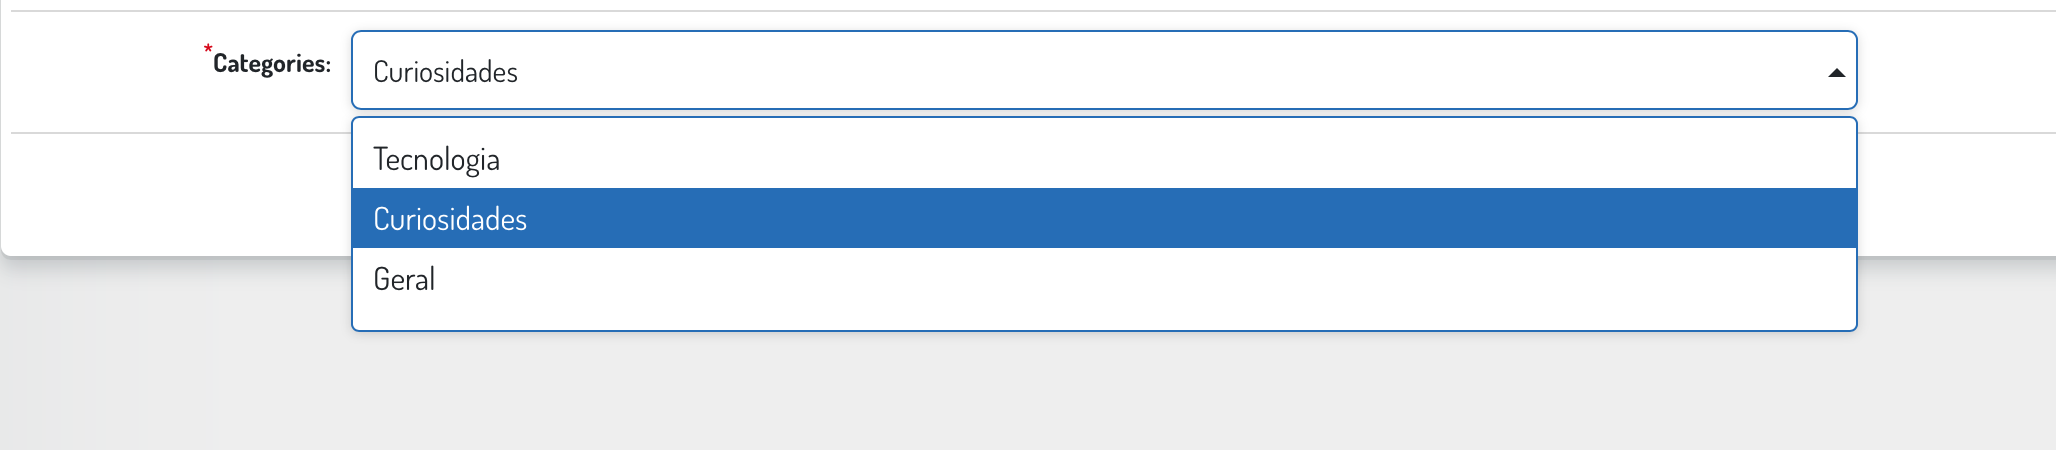 *Categories:
Curiosidades
Tecnologia
Curiosidades
Geral